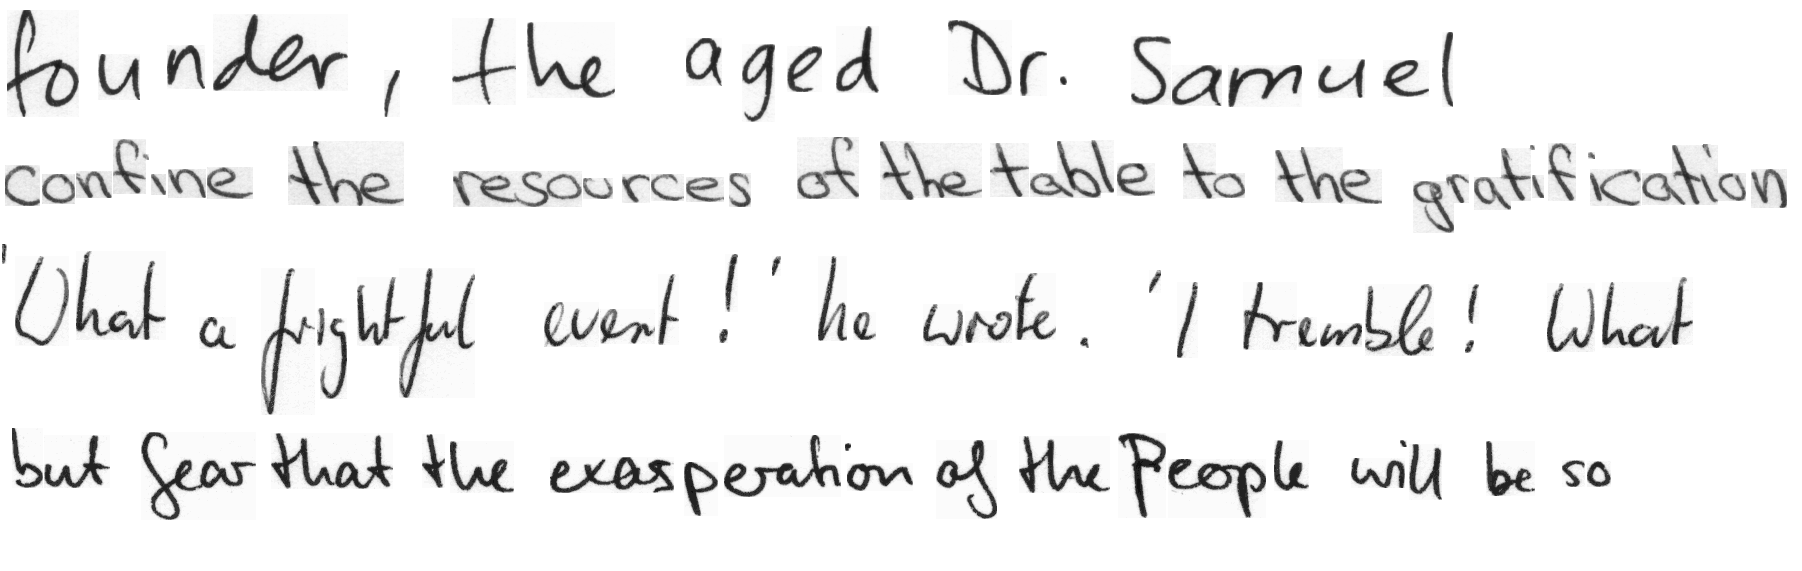 founder, the aged Dr. Samuel
confine the resources of the table to the gratification
'What a frightful event!' he wrote. 'I tremble! What
but fear that the exasperation of the People will be so